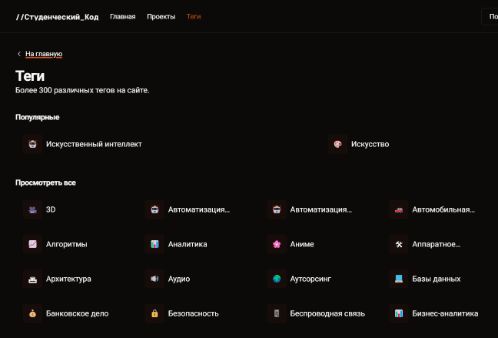 //Студенческий_Код Главная Проекты Теги По
На главную
Теги
Более 300 различных тегов на сайте.
Популярные
Искусственный интеллект Искусство
Просмотреть все
3D Автоматизация... Автоматизация... Автомобильная...
Алгоритмы Аналитика Аниме Аппаратное...
Архитектура Аудио Аутсорсинг Базы данных
Банковское дело Безопасность Беспроводная связь Бизнес-аналитика